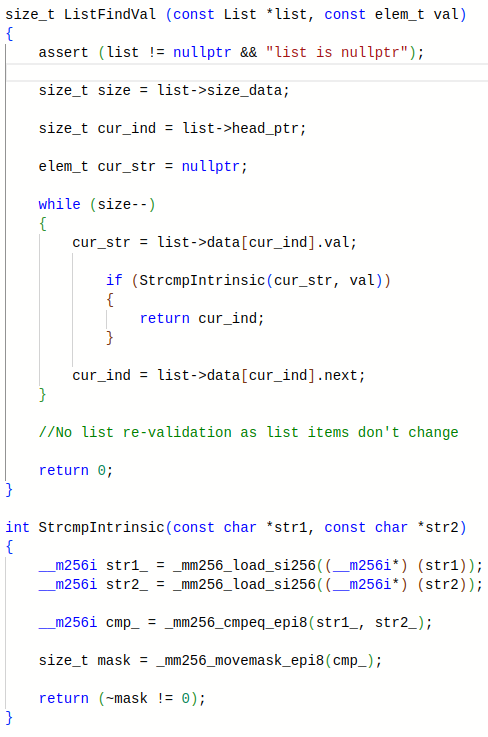 size_t ListFindVal (const List *list, const elem_t val)
{
    assert (list != nullptr && "list is nullptr");
    size_t size = list->size_data;
    size_t cur_ind = list->head_ptr;
    elem_t cur_str = nullptr;
    while (size--)
    {
        cur_str = list->data[cur_ind].val;
            if (StrcmpIntrinsic(cur_str, val))
            {
                return cur_ind;
            }
        cur_ind = list->data[cur_ind].next;
    }
    //No list re-validation as list items don't change
    return 0;
}
int StrcmpIntrinsic(const char *str1, const char *str2)
{
    __m256i str1_ = _mm256_load_si256((__m256i*) (str1));
    __m256i str2_ = _mm256_load_si256((__m256i*) (str2));
    __m256i cmp_ = _mm256_cmpeq_epi8(str1_, str2_);
    size_t mask = _mm256_movemask_epi8(cmp_);
    return (~mask != 0);
}